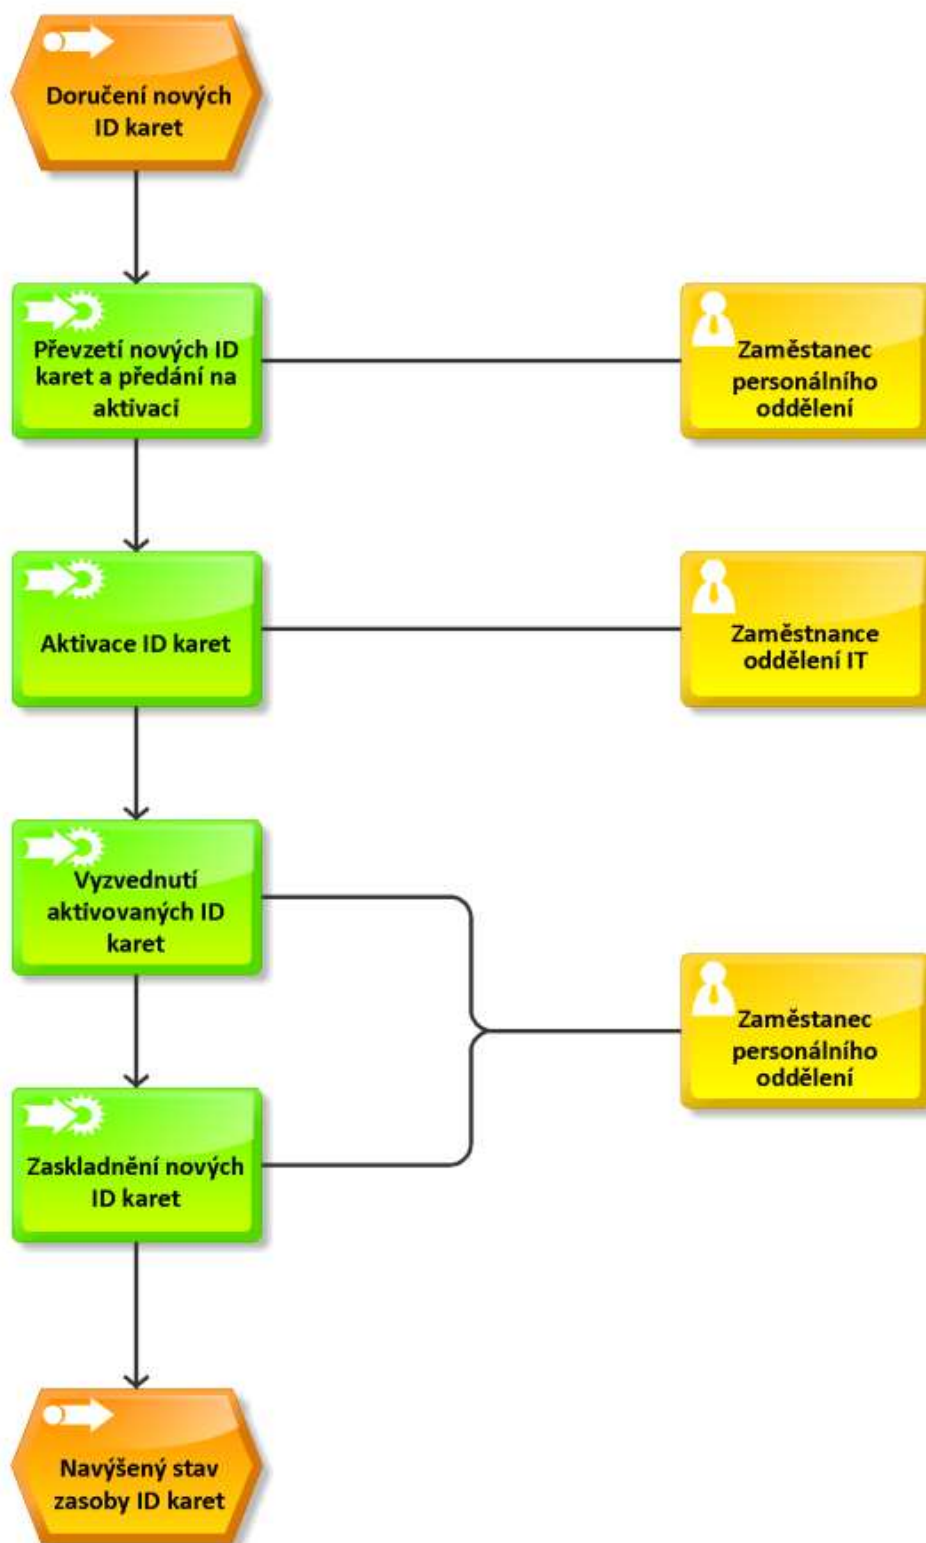 Doručení nových
ID karet
Převzetí nových ID
karet a předání na
aktivaci
Zaměstanec
personálního
oddělení
Aktivace ID karet
Zaměstnance
oddělení IT
Vyzvednutí
aktivovaných ID
karet
Zaměstanec
personálního
oddělení
Zaskladnění nových
ID karet
Navýšený stav
zasoby ID karet